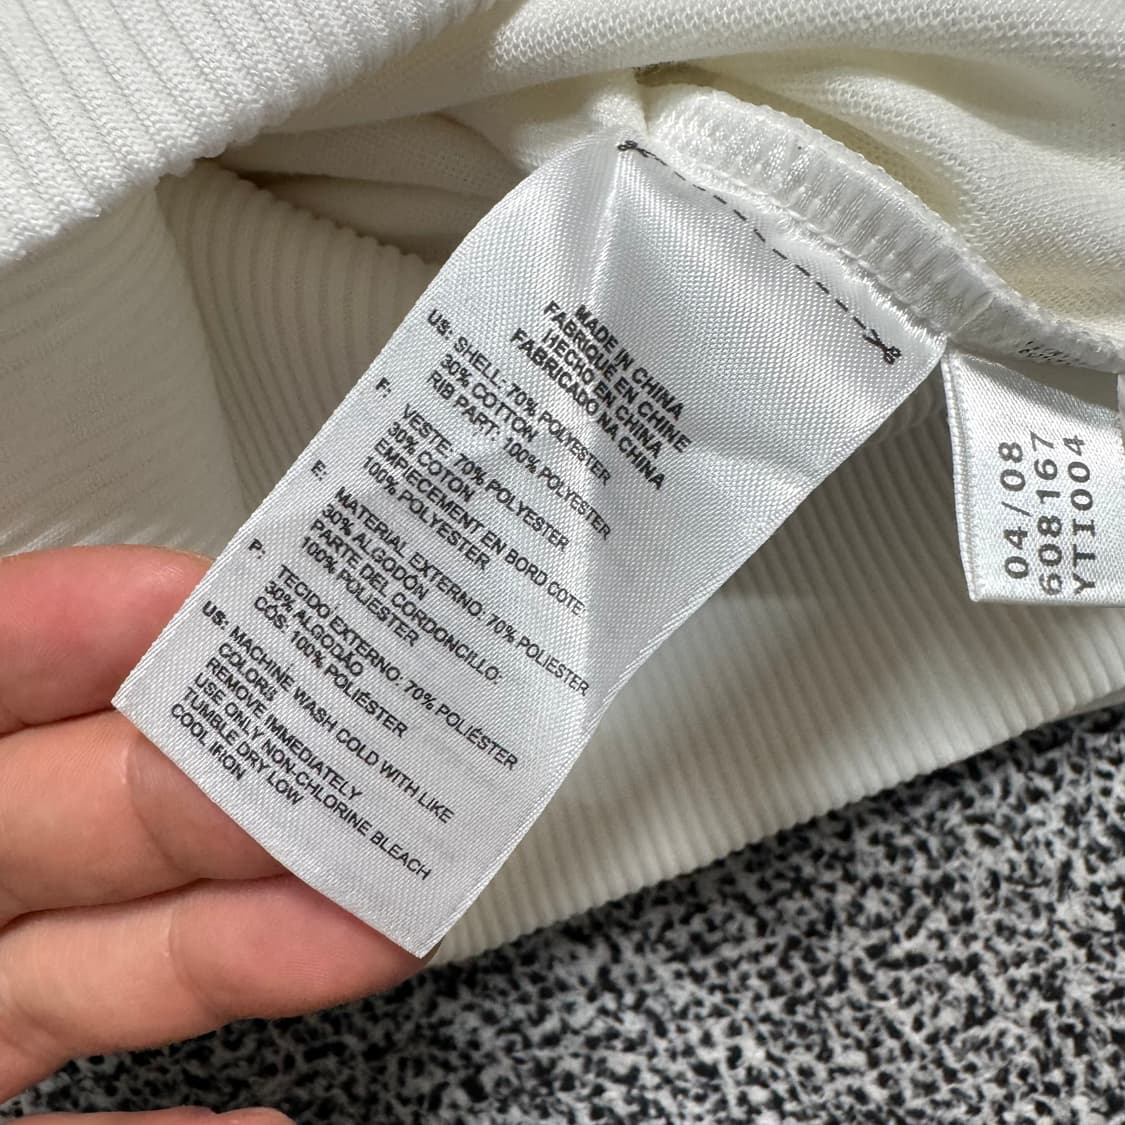 MADE IN CHINA
FABRIQUE EN CHINE
HECHO EN CHINA
FABRICADO NA CHINA
US: SHELL: 70% POLYESTER
30% COTTON
RIB PART: 100% POLYESTER
F: VESTE: 70% POLYESTER
30% COTON
EMPIECEMENT EN BORD COTE:
100% POLYESTER
E: MATERIAL EXTERNO: 70% POLIESTER
30% ALGODÓN
PARTE DEL CORDONCILLO:
100% POLIESTER
P: TECIDO EXTERNO: 70% POLIÉSTER
30% ALGODÃO
CÓS: 100% POLIÉSTER
US: MACHINE WASH COLD WITH LIKE
COLORS
REMOVE IMMEDIATELY
USE ONLY NON-CHLORINE BLEACH
TUMBLE DRY LOW
COOL IRON
04/08
608167
YTI004